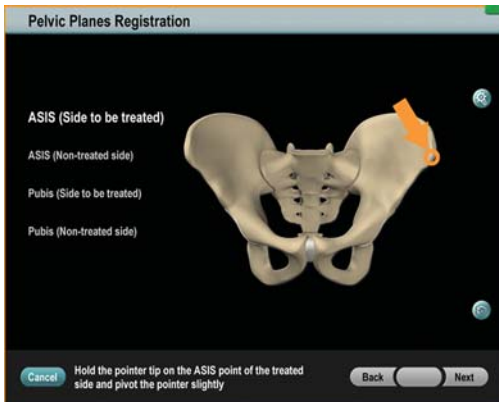 Pelvic Planes Registration
ASIS (Side to be treated)
ASIS (Non-treated side)
Pubis (Side to be treated)
Pubis (Non-treated side)
Cancel
Hold the pointer tip on the ASIS point of the treated
side and pivot the pointer slightly
Back
Next